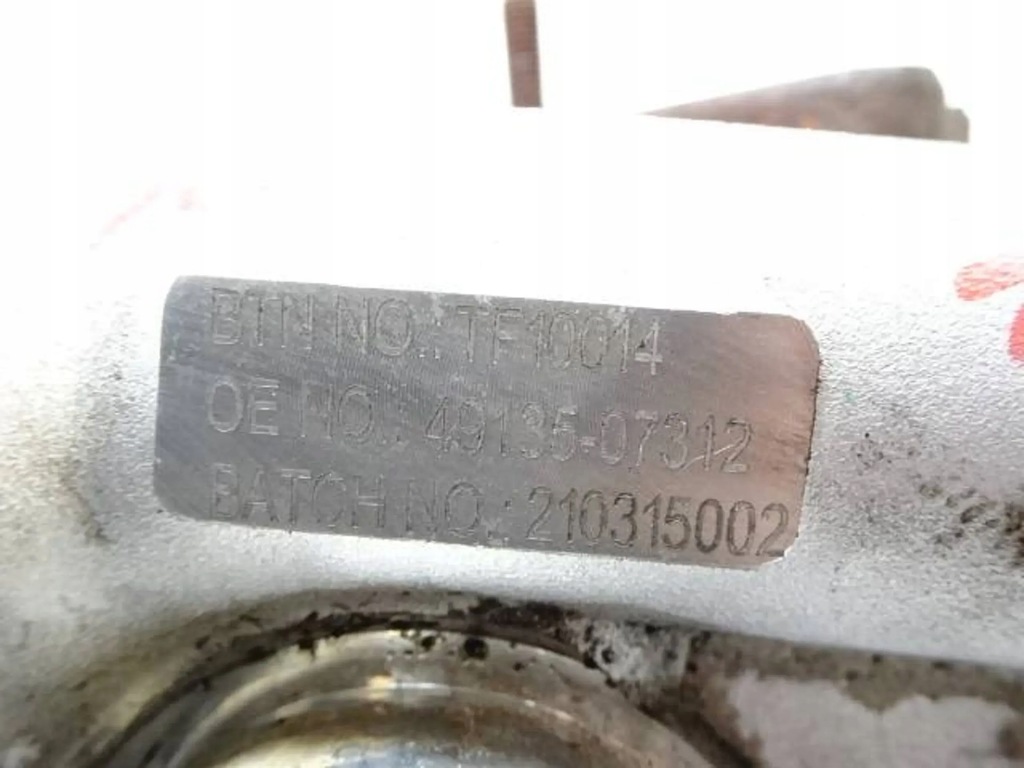 BTN NO.: TF10014
OE NO.: 49135-07312
BATCH NO.: 210315002